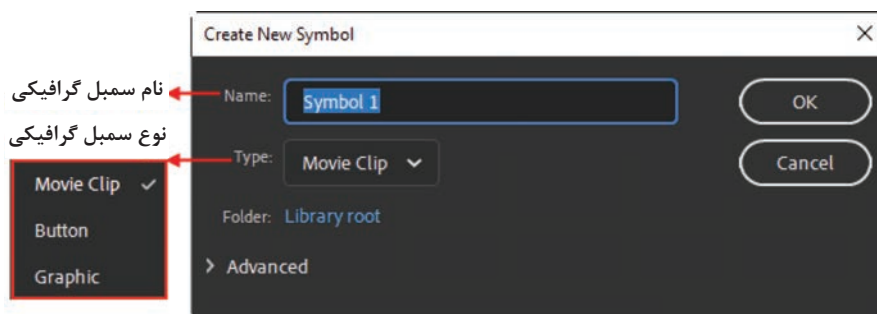 Create New Symbol
نام سمبل گرافیکی
Name:
Symbol 1
OK
نوع سمبل گرافیکی
Type:
Movie Clip
Cancel
Movie Clip
Button
Graphic
Folder: Library root
Advanced